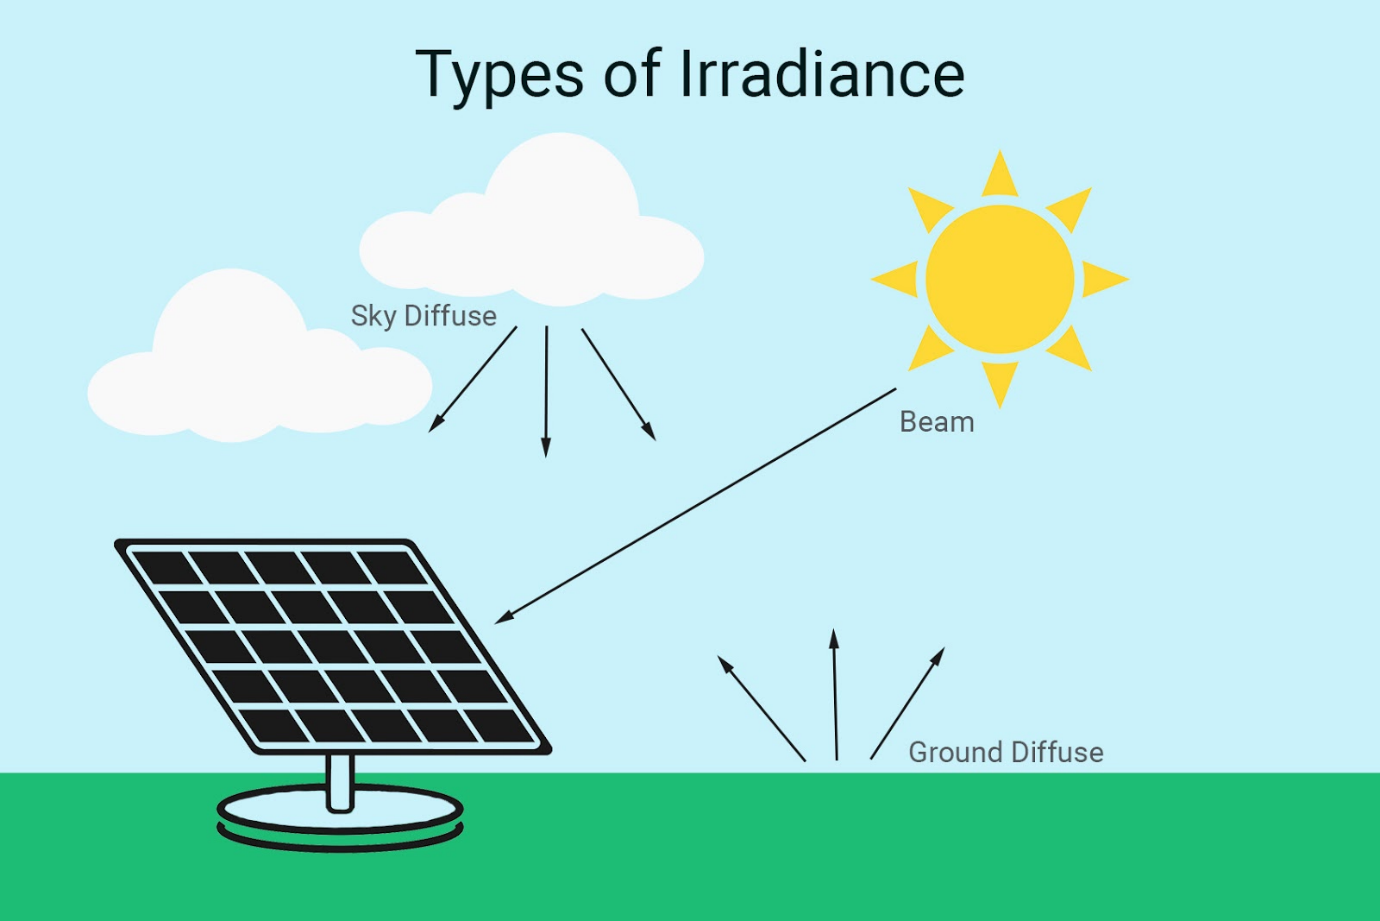 Types of Irradiance
Sky Diffuse
Beam
Ground Diffuse